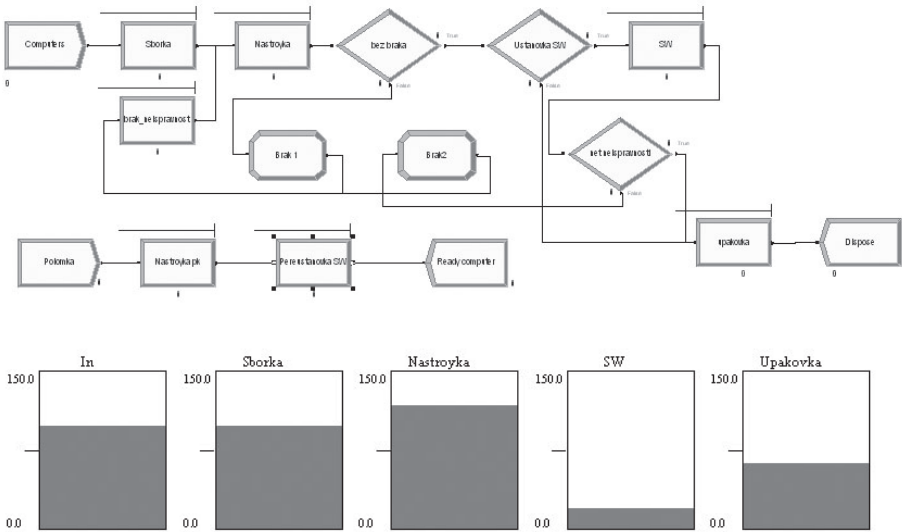 Computers
Sborka
Nastroyka
bez braka
True
False
Ustanovka SW
True
False
SW
0
brak_neispravnost
Brak 1
Brak2
net neispravnosti
True
False
upakovka
0
Dispose
0
Polomka
Nastroyka pk
Pereustanovka SW
Ready computer
In
Sborka
Nastroyka
SW
Upakovka
150.0
150.0
150.0
150.0
150.0
0.0
0.0
0.0
0.0
0.0